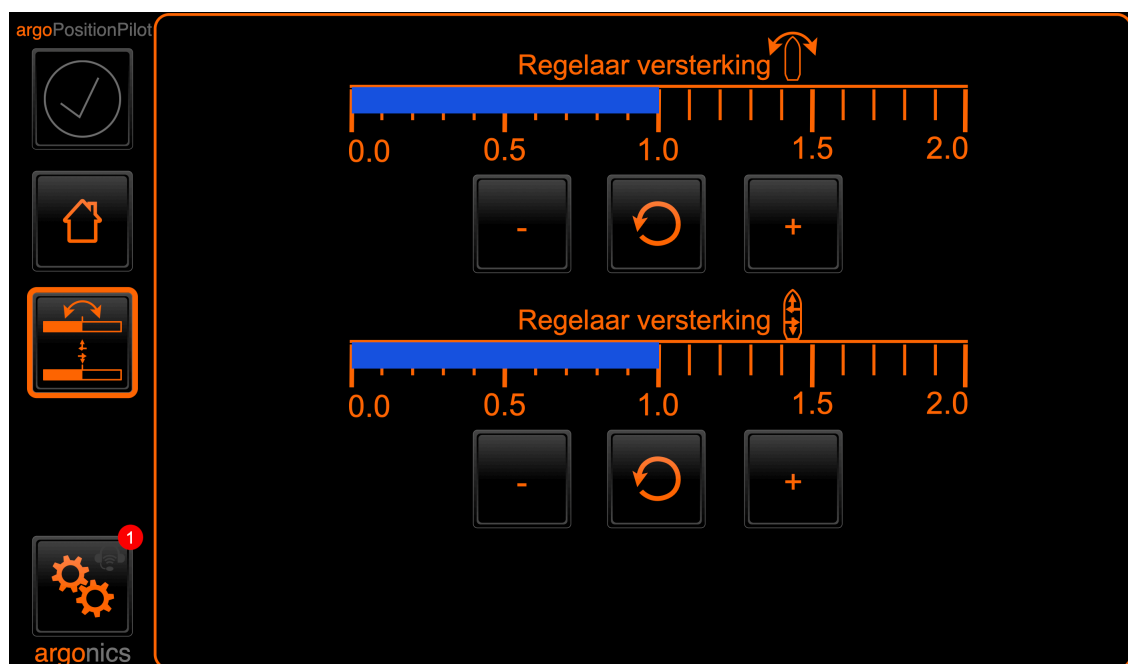 argoPositionPilot
Regelaar versterking
0.0 0.5 1.0 1.5 2.0
- +
Regelaar versterking
0.0 0.5 1.0 1.5 2.0
- +
1
argonics